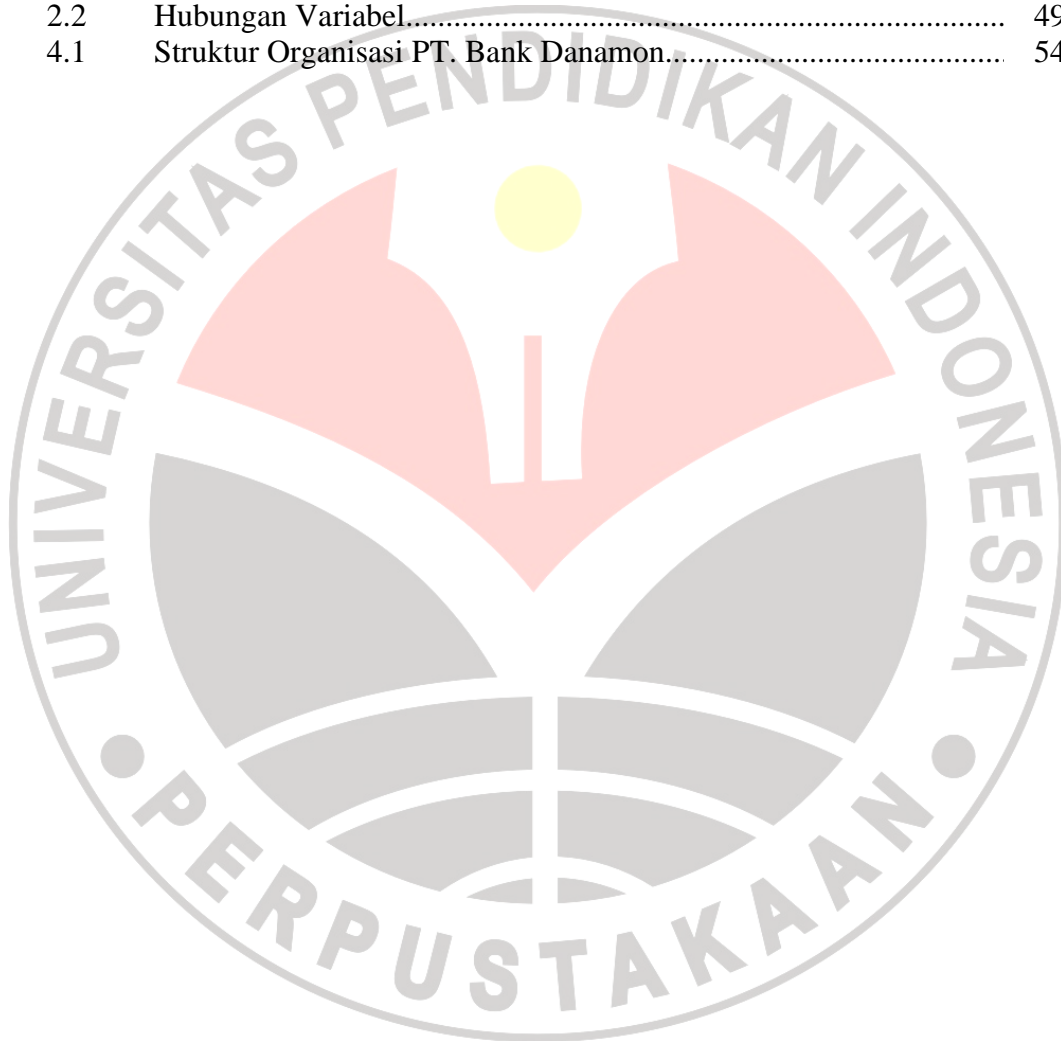 2.2 Hubungan Variabel........................................................................... 49
4.1 Struktur Organisasi PT. Bank Danamon.......................................... 54
UNIVERSITAS PENDIDIKAN INDONESIA
PERPUSTAKAAN